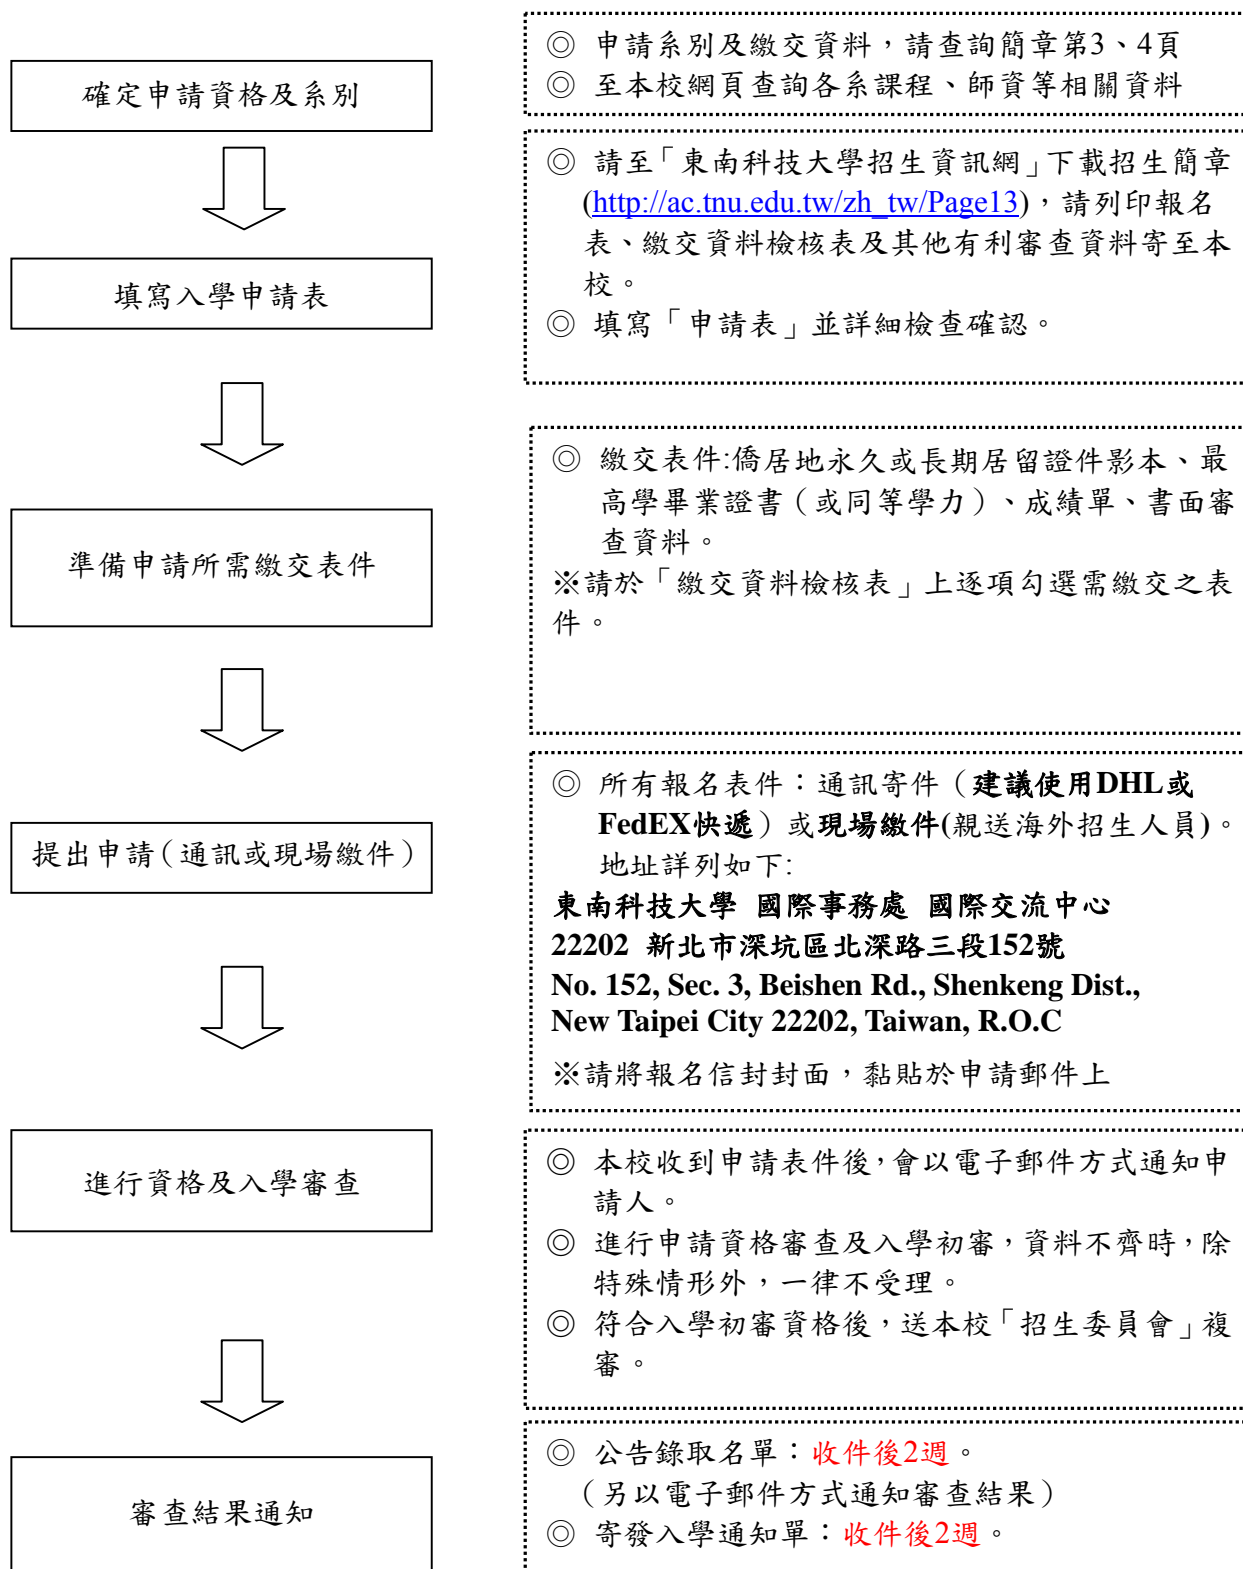 確定申請資格及系別
◎ 申請系別及繳交資料，請查詢簡章第3、4頁
◎ 至本校網頁查詢各系課程、師資等相關資料
填寫入學申請表
◎ 請至「東南科技大學招生資訊網」下載招生簡章
(http://ac.tnu.edu.tw/zh_tw/Page13)，請列印報名
表、繳交資料檢核表及其他有利審查資料寄至本
校。
◎ 填寫「申請表」並詳細檢查確認。
準備申請所需繳交表件
◎ 繳交表件:僑居地永久或長期居留證件影本、最
高學畢業證書（或同等學力）、成績單、書面審
查資料。
※請於「繳交資料檢核表」上逐項勾選需繳交之表
件。
提出申請（通訊或現場繳件）
◎ 所有報名表件：通訊寄件（建議使用DHL或
FedEX快遞）或現場繳件(親送海外招生人員)。
地址詳列如下:
東南科技大學 國際事務處 國際交流中心
22202 新北市深坑區北深路三段152號
No. 152, Sec. 3, Beishen Rd., Shenkeng Dist.,
New Taipei City 22202, Taiwan, R.O.C
※請將報名信封封面，黏貼於申請郵件上
進行資格及入學審查
◎ 本校收到申請表件後，會以電子郵件方式通知申
請人。
◎ 進行申請資格審查及入學初審，資料不齊時，除
特殊情形外，一律不受理。
◎ 符合入學初審資格後，送本校「招生委員會」複
審。
審查結果通知
◎ 公告錄取名單：收件後2週。
（另以電子郵件方式通知審查結果）
◎ 寄發入學通知單：收件後2週。